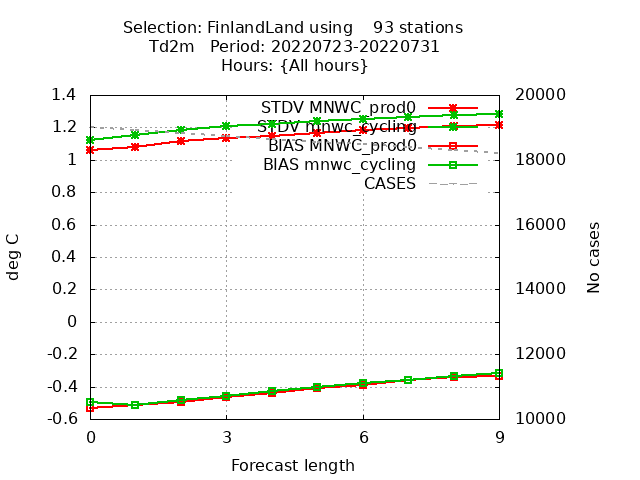 Selection: FinlandLand using    93 stations
Td2m   Period: 20220723-20220731
Hours: {All hours}
1.4
1.2
1
0.8
0.6
0.4
0.2
0
-0.2
-0.4
-0.6
deg C
STDV MNWC_prod0
STDV mnwc_cycling
BIAS MNWC_prod0
BIAS mnwc_cycling
CASES
20000
18000
16000
14000
12000
10000
No cases
0
3
6
9
Forecast length